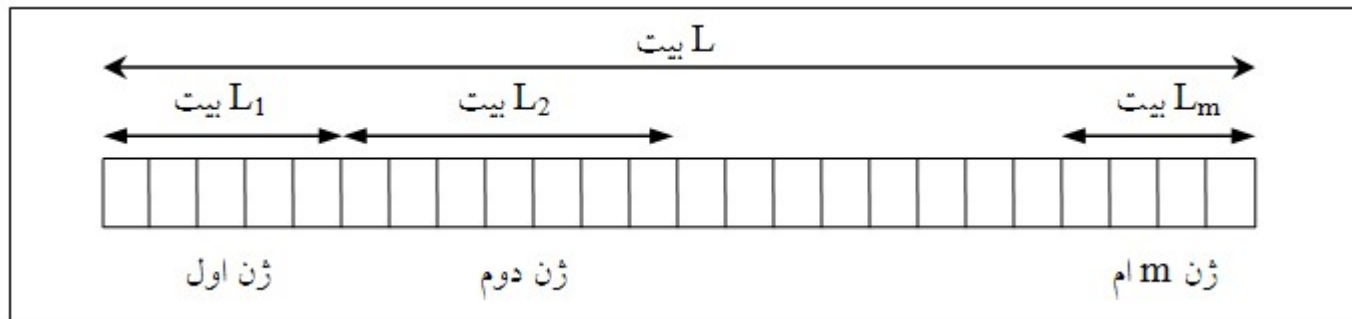 L بیت
L1 بیت L2 بیت Lm بیت
ژن اول ژن دوم ژن m ام